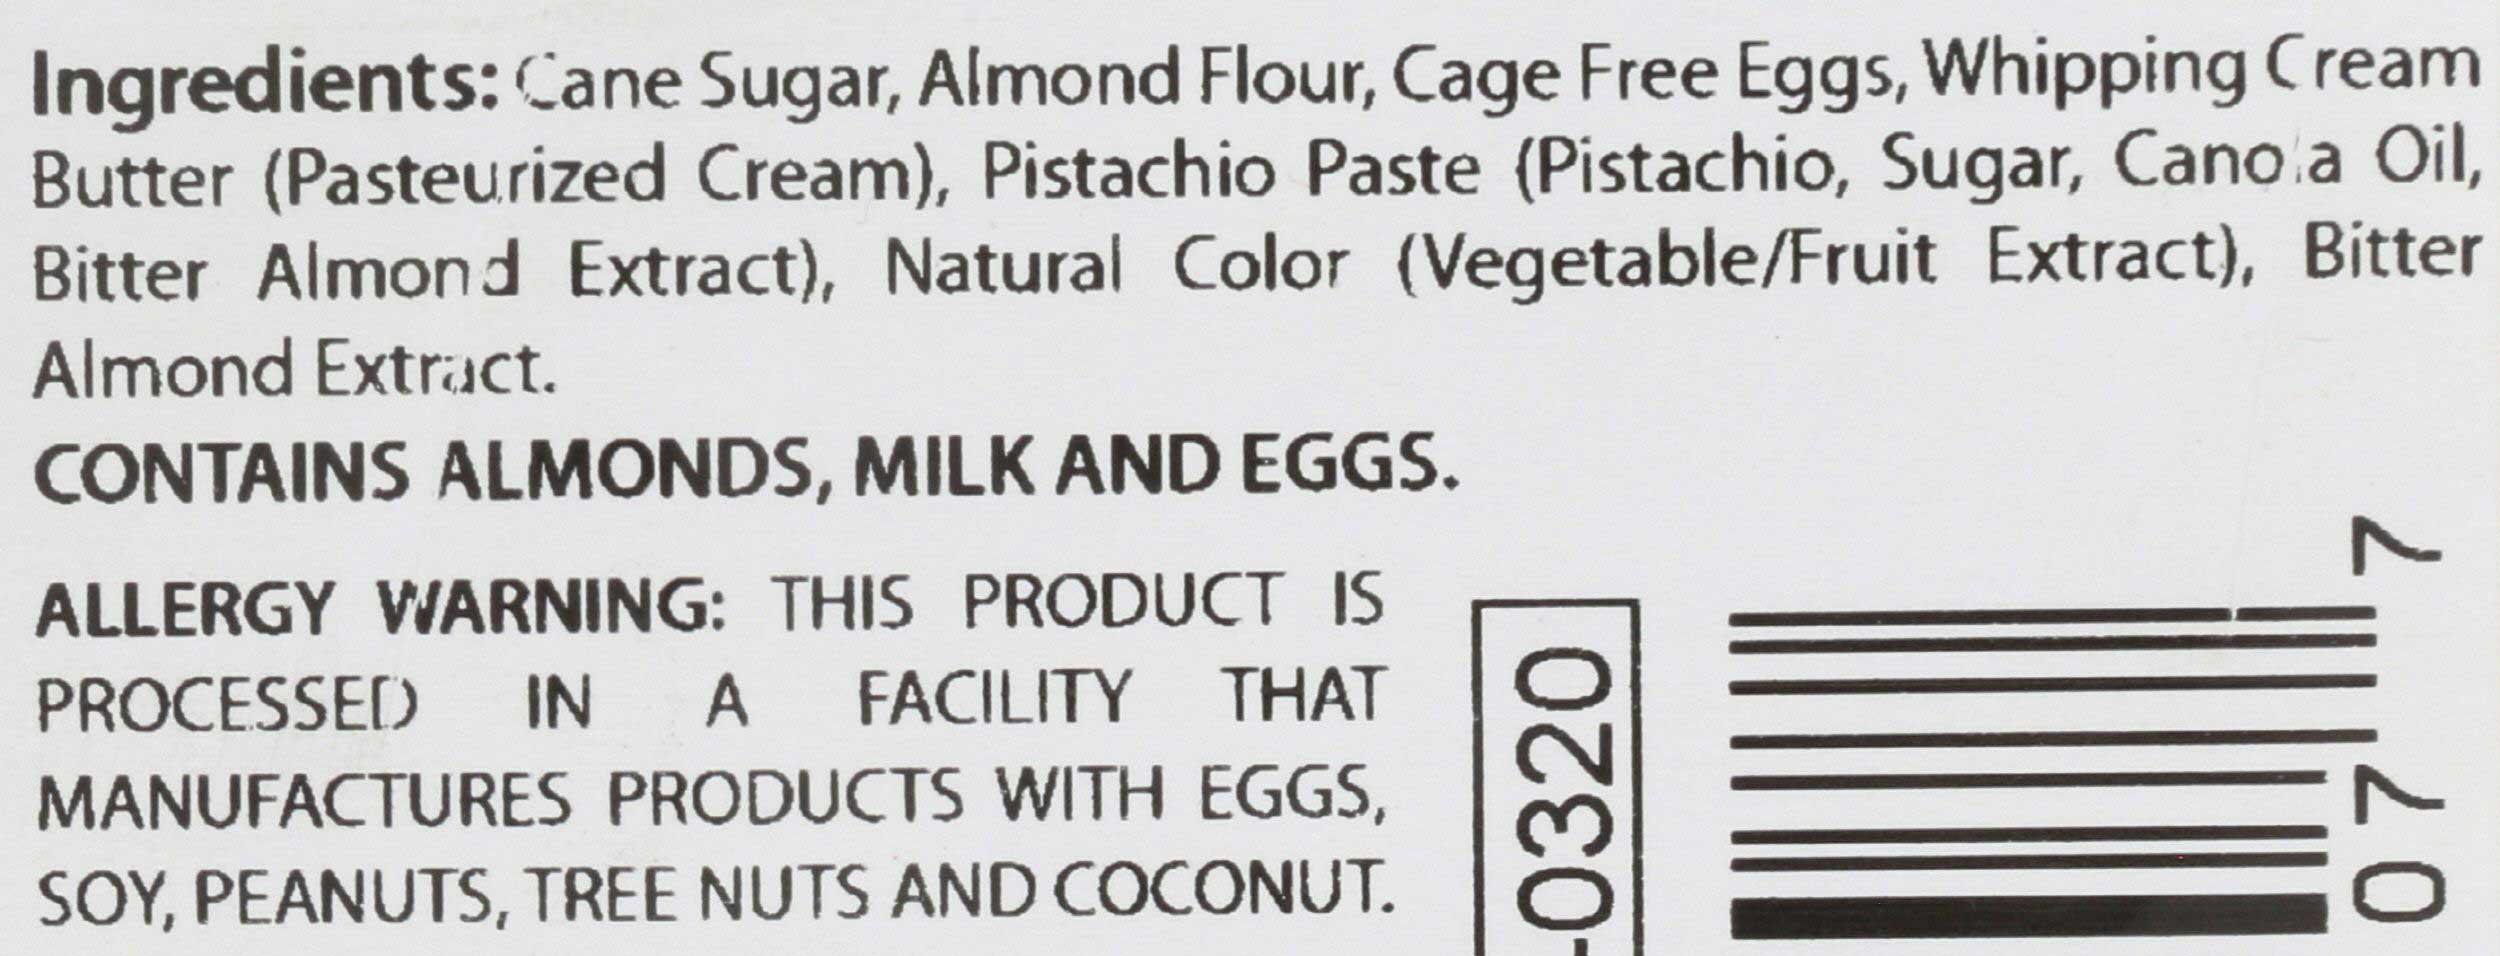 Ingredients: Cane Sugar, Almond Flour, Cage Free Eggs, Whipping Cream
Butter (Pasteurized Cream), Pistachio Paste (Pistachio, Sugar, Canola Oil,
Bitter Almond Extract), Natural Color (Vegetable/Fruit Extract), Bitter
Almond Extract.
CONTAINS ALMONDS, MILK AND EGGS.
ALLERGY WARNING: THIS PRODUCT IS
PROCESSED IN A FACILITY THAT
MANUFACTURES PRODUCTS WITH EGGS,
SOY, PEANUTS, TREE NUTS AND COCONUT.
-0320
07 7